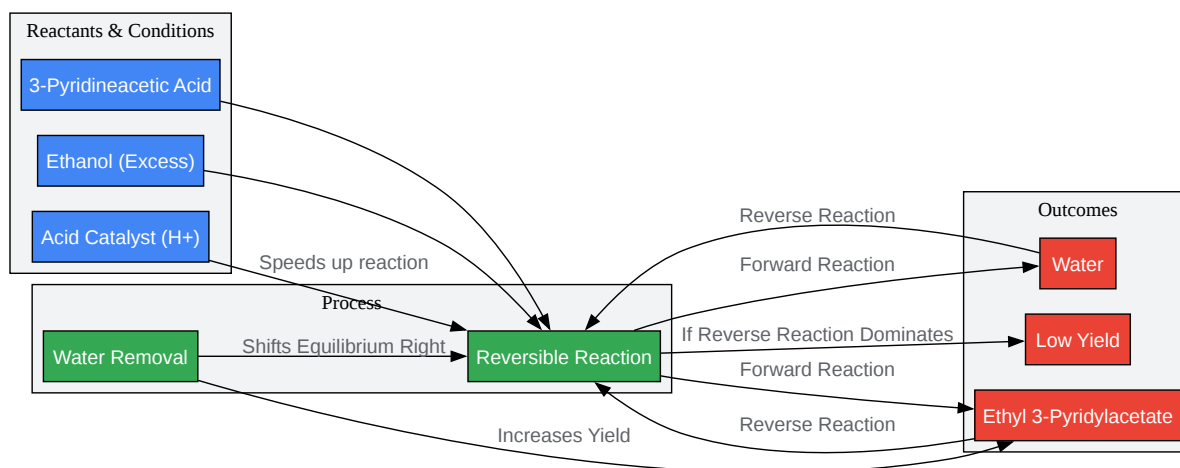 Reactants & Conditions
3-Pyridineacetic Acid
Ethanol (Excess)
Acid Catalyst (H+)
Speeds up reaction
Process
Water Removal
Shifts Equilibrium Right
Reversible Reaction
Increases Yield
Reverse Reaction
Forward Reaction
If Reverse Reaction Dominates
Forward Reaction
Reverse Reaction
Outcomes
Water
Low Yield
Ethyl 3-Pyridylacetate